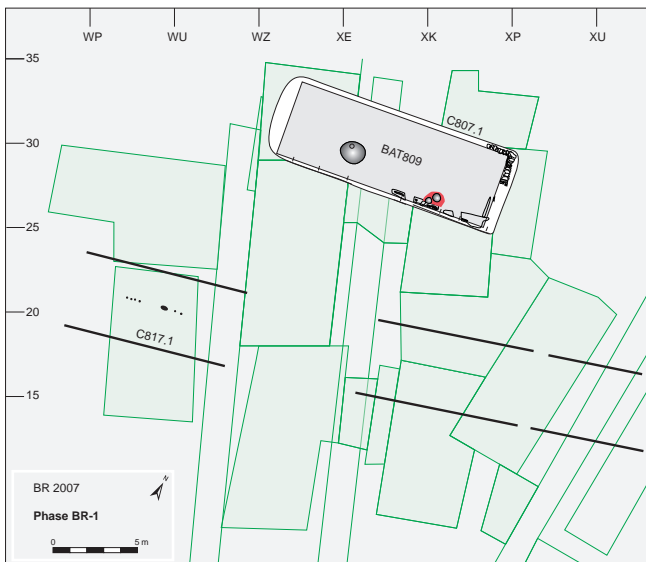 WP WU WZ XE XK XP XU
35
30
25
20
15
C807.1
BAT809
C817.1
BR 2007
N
Phase BR-1
0 5 m